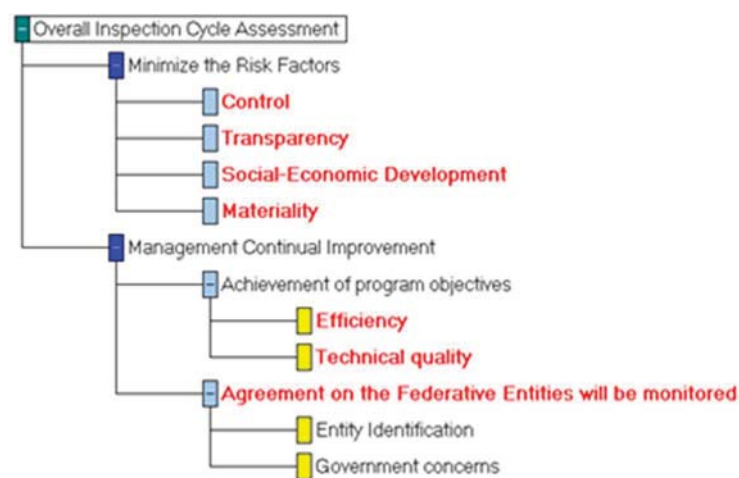 Overall Inspection Cycle Assessment
Minimize the Risk Factors
Control
Transparency
Social-Economic Development
Materiality
Management Continual Improvement
Achievement of program objectives
Efficiency
Technical quality
Agreement on the Federative Entities will be monitored
Entity Identification
Government concerns